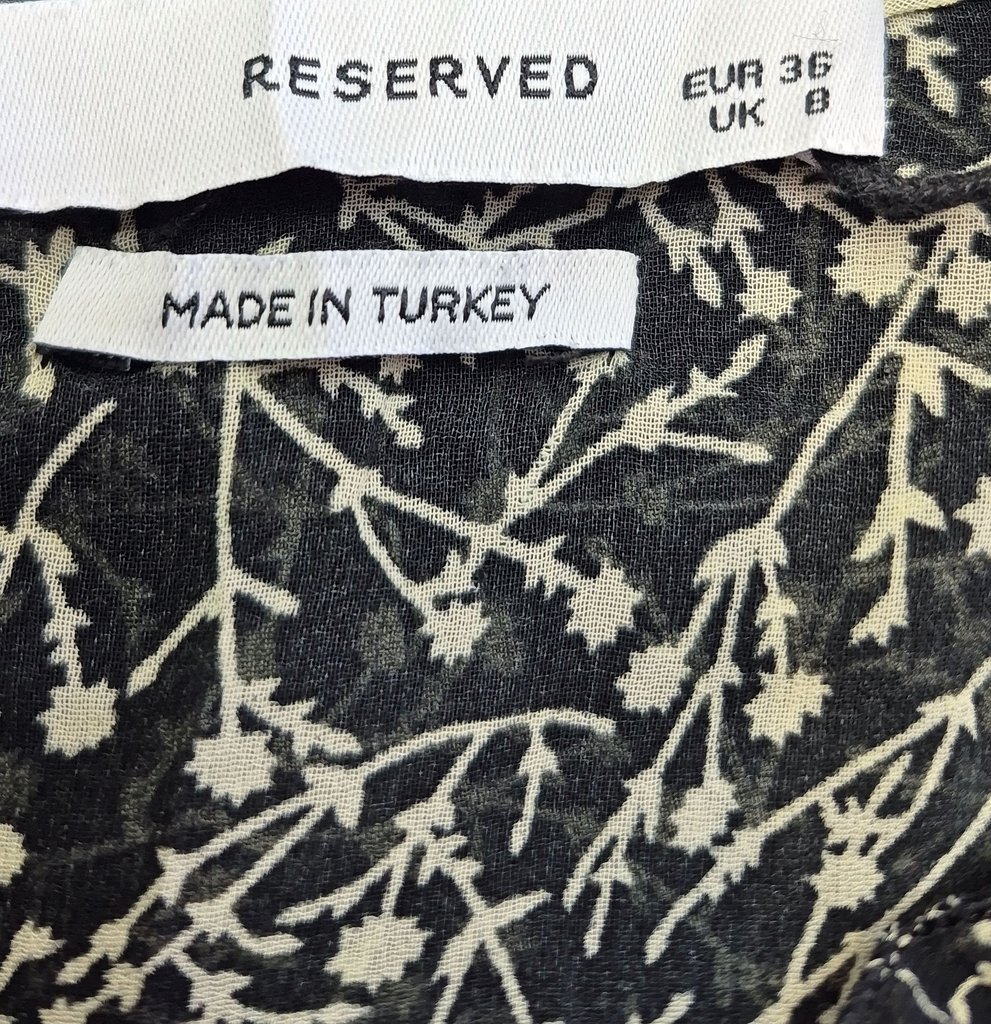 RESERVED
EUR 36
UK 8
MADE IN TURKEY